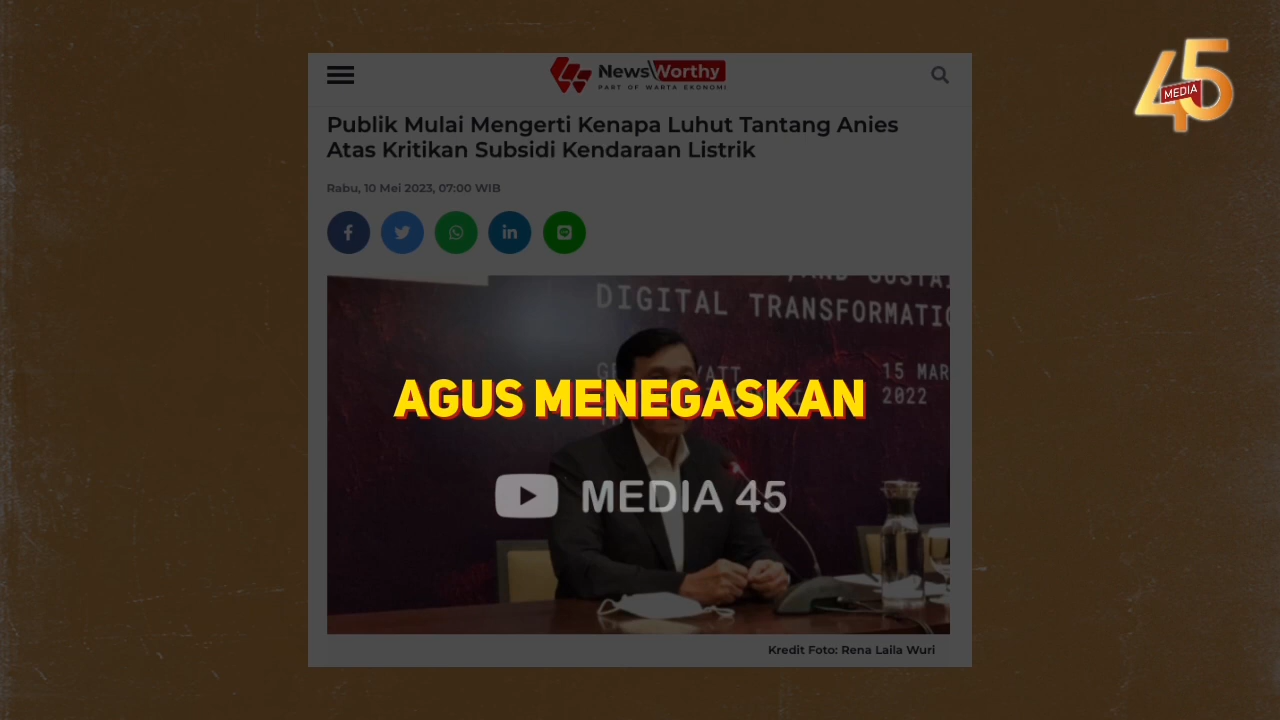 45
MEDIA
NewsWorthy
PART OF WARTA EKONOMI
Publik Mulai Mengerti Kenapa Luhut Tantang Anies
Atas Kritikan Subsidi Kendaraan Listrik
Rabu, 10 Mei 2023, 07:00 WIB
DIGITAL TRANSFORMATIO
15 MAR
2022
AGUS MENEGASKAN
MEDIA 45
Kredit Foto: Rena Laila Wuri